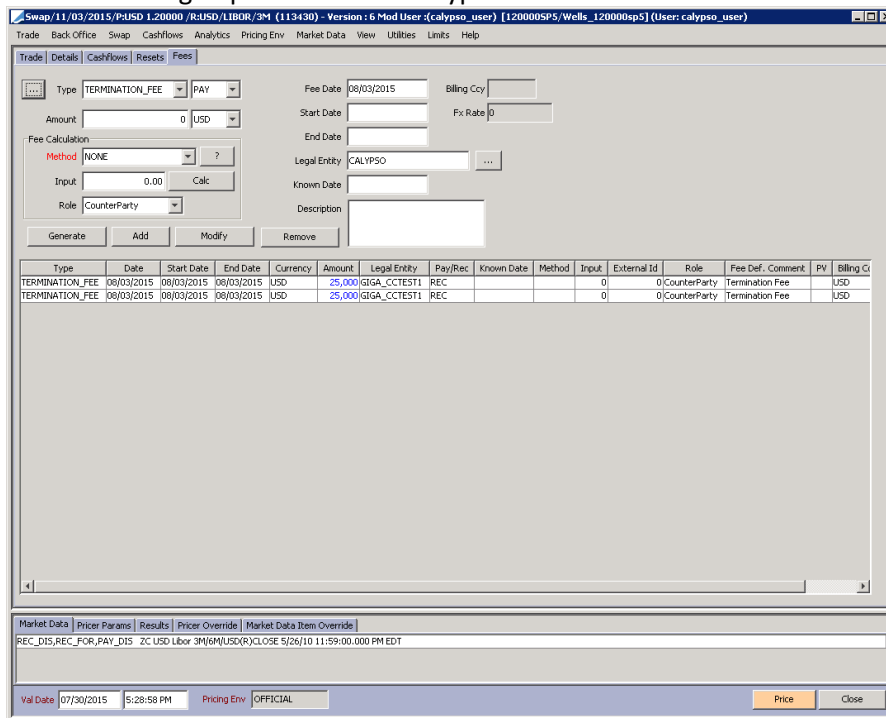 Swap/11/03/2015/P:USD 1.20000 /R:USD/LIBOR/3M (113430) - Version : 6 Mod User :(calypso_user) [120000SP5/Wells_120000sp5] (User: calypso_user)
Trade Back Office Swap Cashflows Analytics Pricing Env Market Data View Utilities Limits Help
Trade Details Cashflows Resets Fees
... Type TERMINATION_FEE PAY Fee Date 08/03/2015 Billing Ccy
Amount 0 USD Start Date Fx Rate 0
Fee Calculation End Date
Method NONE ? Legal Entity CALYPSO ...
Input 0.00 Calc Known Date
Role CounterParty Description
Generate Add Modify Remove
Type Date Start Date End Date Currency Amount Legal Entity Pay/Rec Known Date Method Input External Id Role Fee Def. Comment PV Billing Cc
TERMINATION_FEE 08/03/2015 08/03/2015 08/03/2015 USD 25,000 GIGA_CCTEST1 REC 0 0 CounterParty Termination Fee USD
TERMINATION_FEE 08/03/2015 08/03/2015 08/03/2015 USD 25,000 GIGA_CCTEST1 REC 0 0 CounterParty Termination Fee USD
Market Data Pricer Params Results Pricer Override Market Data Item Override
REC_DIS,REC_FOR,PAY_DIS ZC USD Libor 3M/6M/USD(R)CLOSE 5/26/10 11:59:00.000 PM EDT
Val Date 07/30/2015 5:28:58 PM Pricing Env OFFICIAL Price Close